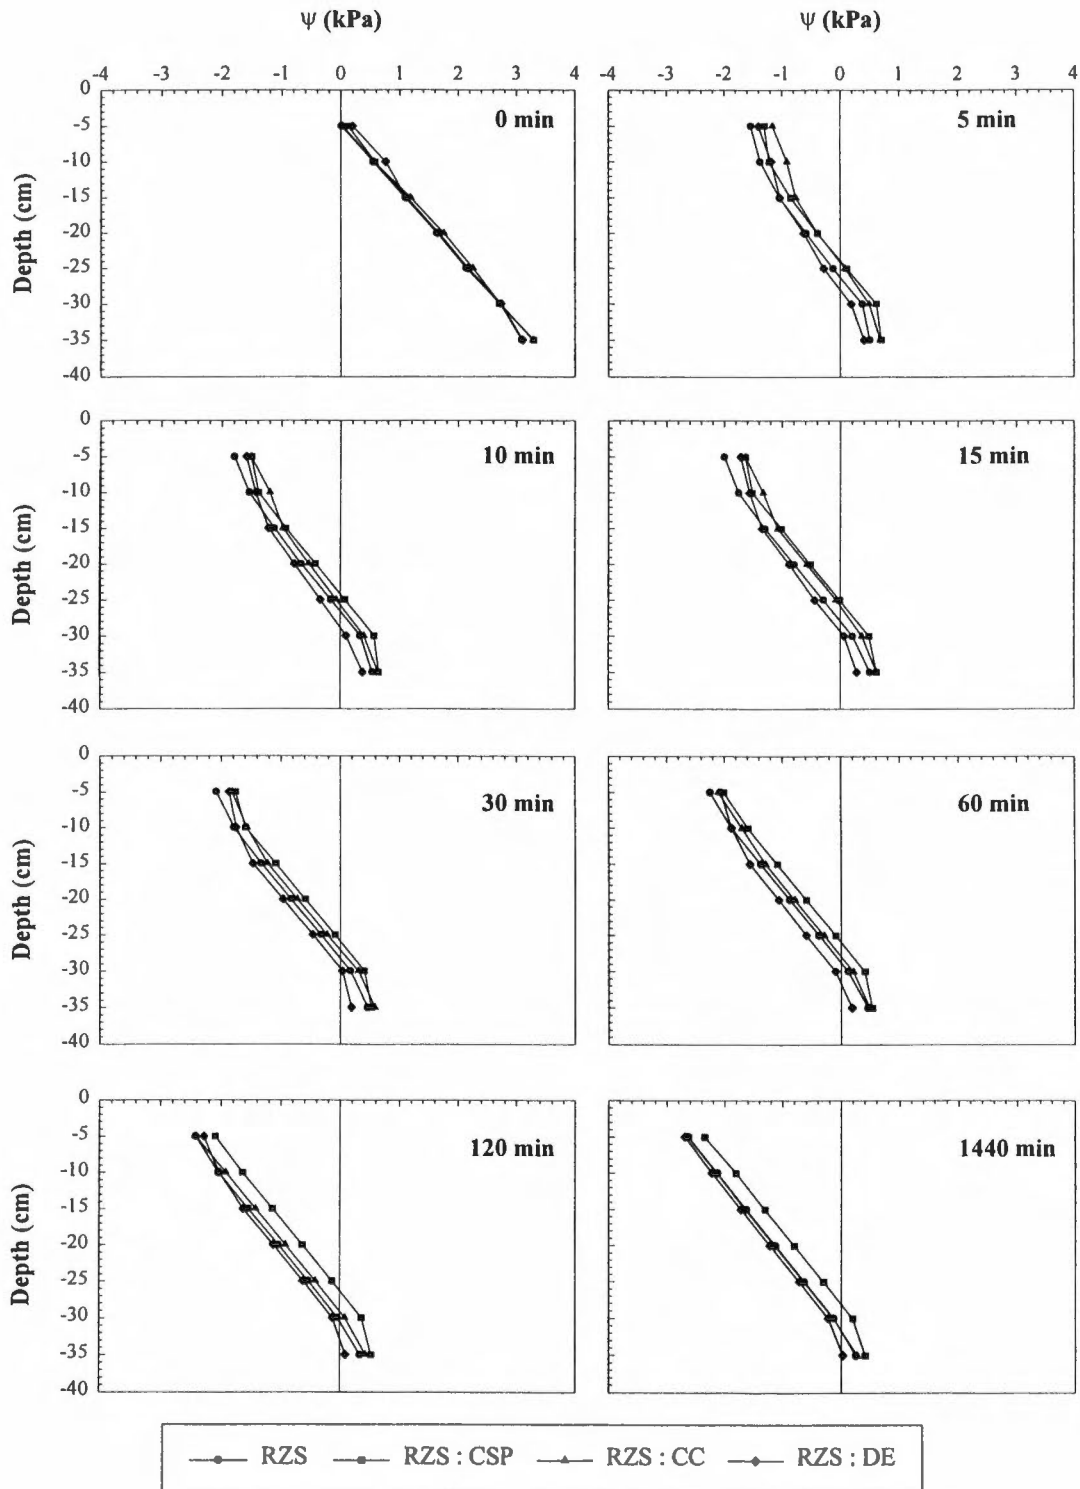 ψ (kPa) ψ (kPa)
-4 -3 -2 -1 0 1 2 3 4 -4 -3 -2 -1 0 1 2 3 4
0
-5
-10
-15
-20
-25
-30
-35
-40
Depth (cm)
0 min
5 min
0
-5
-10
-15
-20
-25
-30
-35
-40
Depth (cm)
10 min
15 min
0
-5
-10
-15
-20
-25
-30
-35
-40
Depth (cm)
30 min
60 min
0
-5
-10
-15
-20
-25
-30
-35
-40
Depth (cm)
120 min
1440 min
RZS RZS : CSP RZS : CC RZS : DE